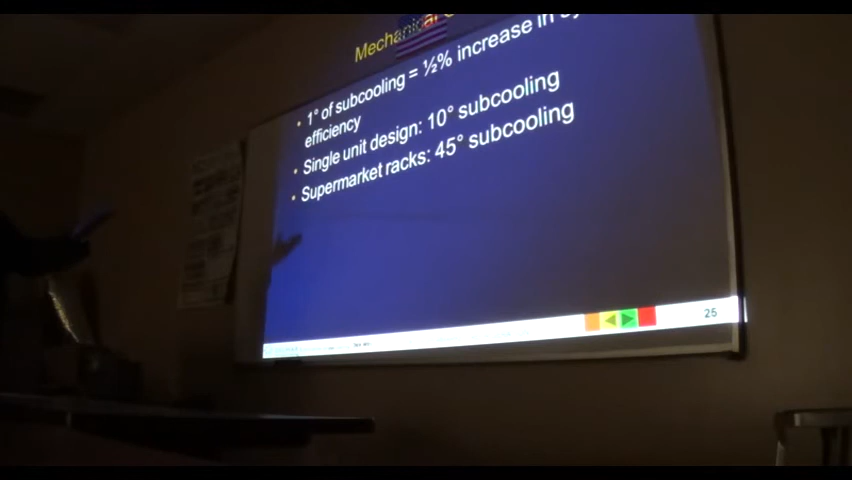 Mechanical
• 1° of subcooling = ½% increase in
efficiency
• Single unit design: 10° subcooling
• Supermarket racks: 45° subcooling
25